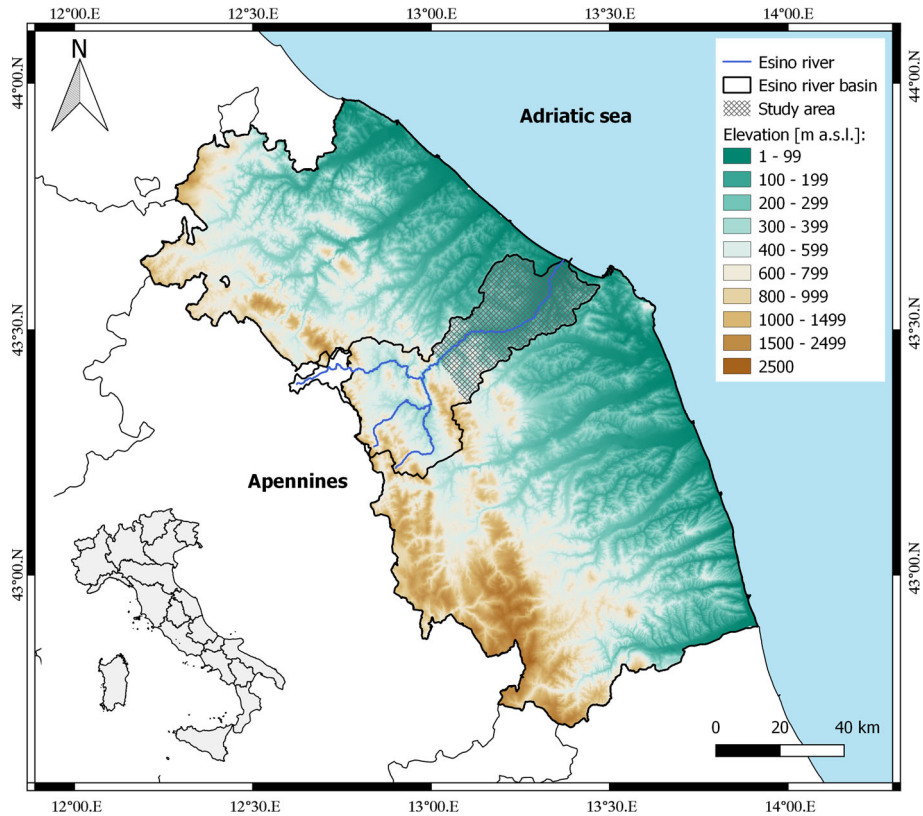 12°00.E 12°30.E 13°00.E 13°30.E 14°00.E
N
44°00.N
44°00.N
Adriatic sea
Esino river
Esino river basin
Study area
Elevation [m a.s.l.]:
1 - 99
100 - 199
200 - 299
300 - 399
400 - 599
600 - 799
800 - 999
1000 - 1499
1500 - 2499
2500
43°30.N
43°30.N
Apennines
43°00.N
43°00.N
0 20 40 km
12°00.E 12°30.E 13°00.E 13°30.E 14°00.E